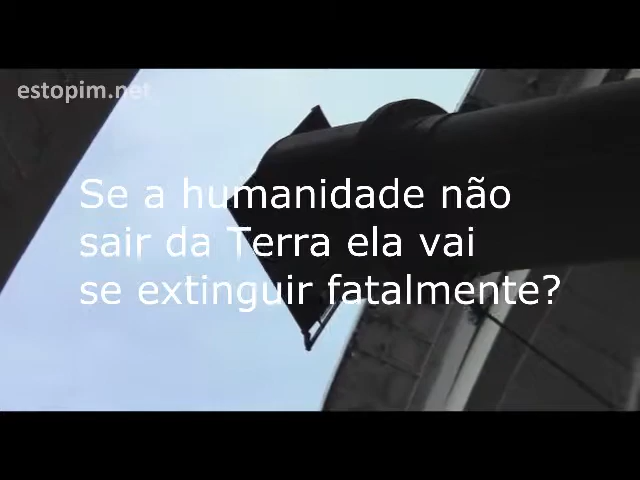 estopim.net
Se a humanidade não
sair da Terra ela vai
se extinguir fatalmente?